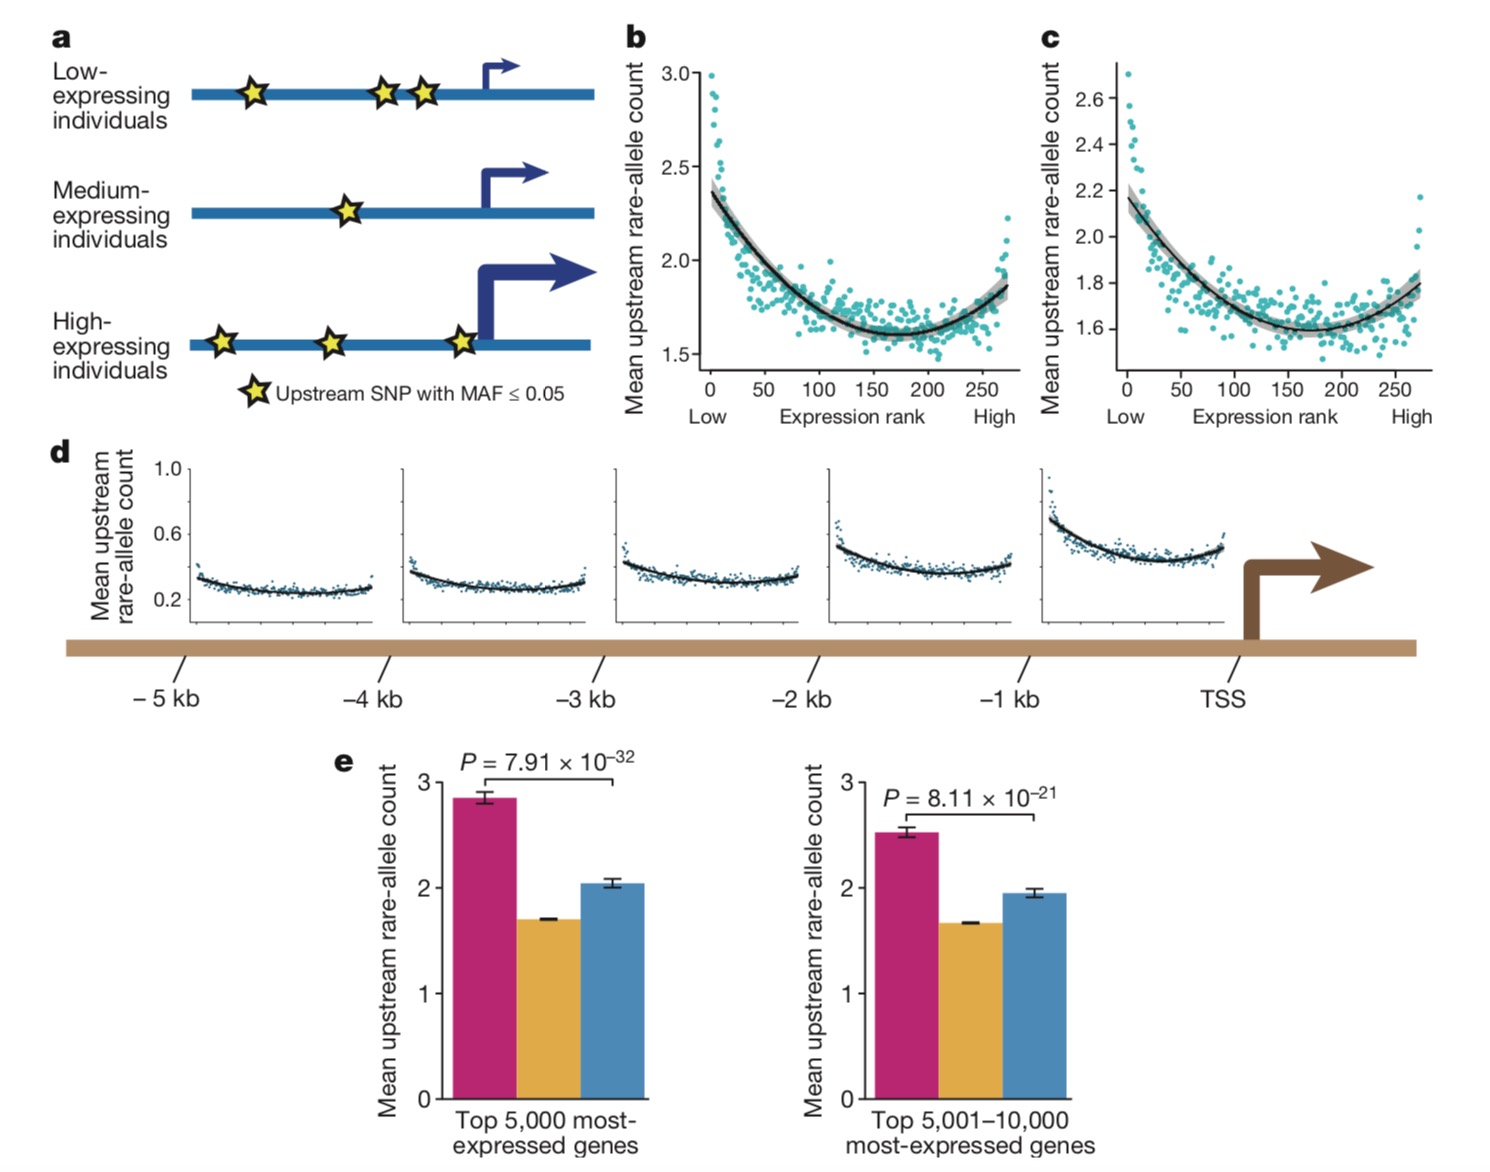 a
Low-
expressing
individuals
Medium-
expressing
individuals
High-
expressing
individuals
Upstream SNP with MAF ≤ 0.05
b
Mean upstream rare-allele count
3.0
2.5
2.0
1.5
0 50 100 150 200 250
Low Expression rank High
c
Mean upstream rare-allele count
2.6
2.4
2.2
2.0
1.8
1.6
0 50 100 150 200 250
Low Expression rank High
d
Mean upstream
rare-allele count
1.0
0.6
0.2
– 5 kb –4 kb –3 kb –2 kb –1 kb TSS
e
Mean upstream rare-allele count
P = 7.91 × 10–32
3
2
1
0
Top 5,000 most-
expressed genes
Mean upstream rare-allele count
P = 8.11 × 10–21
3
2
1
0
Top 5,001–10,000
most-expressed genes